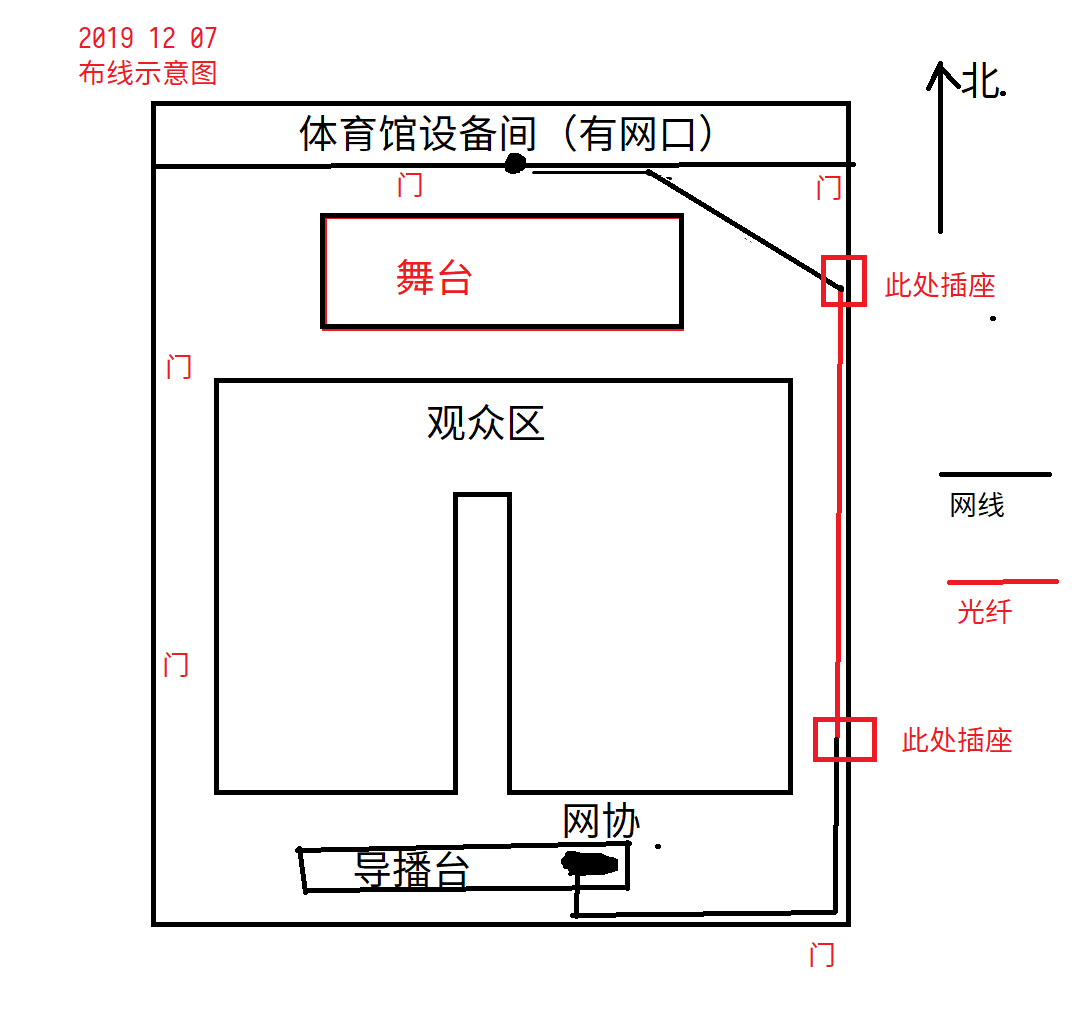 2019 12 07
布线示意图
北
体育馆设备间（有网口）
门
门
舞台
此处插座
门
观众区
网线
光纤
门
此处插座
网协
导播台
门